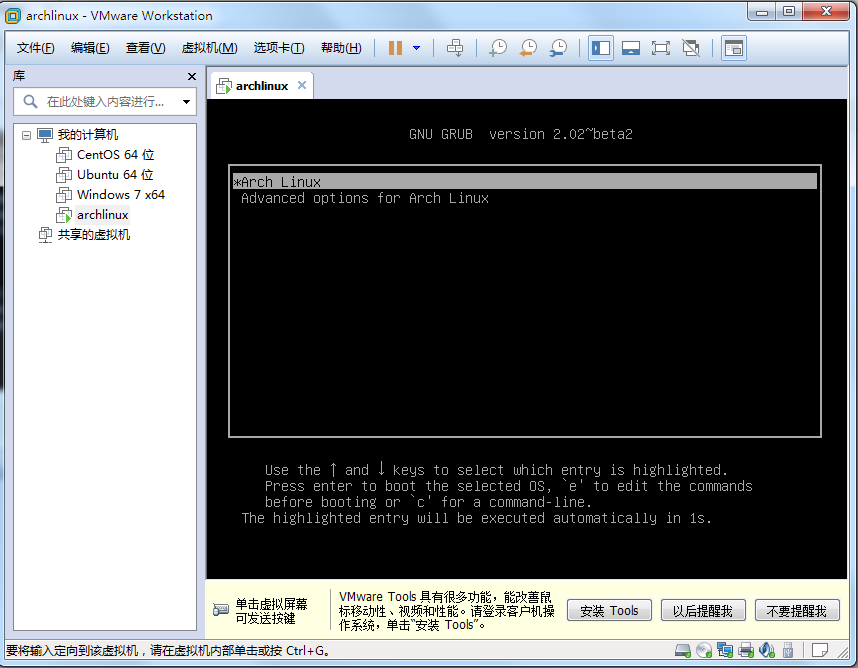 archlinux - VMware Workstation
文件(F) 编辑(E) 查看(V) 虚拟机(M) 选项卡(T) 帮助(H)
库
在此处键入内容进行...
我的计算机
CentOS 64 位
Ubuntu 64 位
Windows 7 x64
archlinux
共享的虚拟机
archlinux
GNU GRUB version 2.02~beta2
*Arch Linux
Advanced options for Arch Linux
Use the ↑ and ↓ keys to select which entry is highlighted.
Press enter to boot the selected OS, `e' to edit the commands
before booting or `c' for a command-line.
The highlighted entry will be executed automatically in 1s.
单击虚拟屏幕
可发送按键
VMware Tools 具有很多功能，能改善鼠
标移动性、视频和性能。请登录客户机操
作系统，单击“安装 Tools”。
安装 Tools
以后提醒我
不要提醒我
要将输入定向到该虚拟机，请在虚拟机内部单击或按 Ctrl+G。